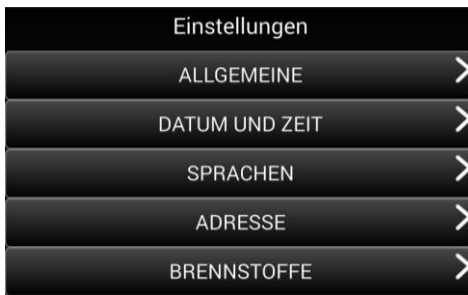 Einstellungen
ALLGEMEINE
DATUM UND ZEIT
SPRACHEN
ADRESSE
BRENNSTOFFE